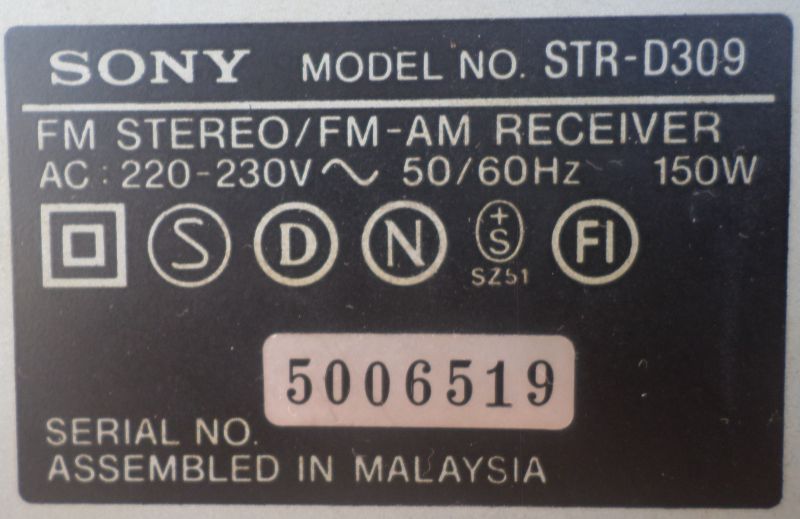 SONY MODEL NO. STR-D309
FM STEREO/FM-AM RECEIVER
AC: 220-230V~ 50/60Hz 150W
S D N +S FI
SZ51
5006519
SERIAL NO.
ASSEMBLED IN MALAYSIA